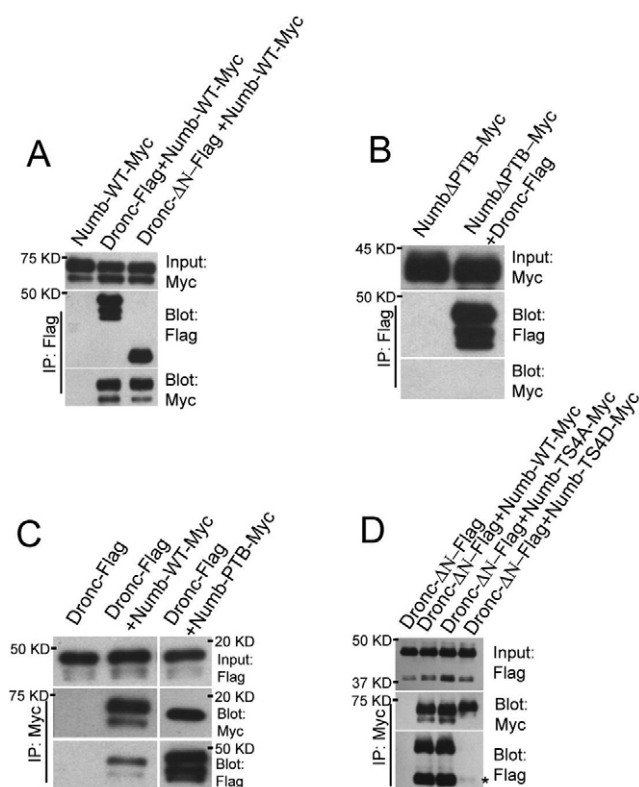 A
Numb-WT-Myc
Dronc-Flag+Numb-WT-Myc
Dronc-ΔN–Flag +Numb-WT-Myc
75 KD
Input:
Myc
50 KD
Blot:
Flag
IP: Flag
Blot:
Myc
B
NumbΔPTB–Myc
NumbΔPTB–Myc
+Dronc-Flag
45 KD
Input:
Myc
50 KD
Blot:
Flag
IP: Flag
Blot:
Myc
C
Dronc-Flag
Dronc-Flag
+Numb-WT-Myc
Dronc-Flag
+Numb-PTB-Myc
50 KD
20 KD
Input:
Flag
75 KD
20 KD
Blot:
Myc
IP: Myc
50 KD
Blot:
Flag
D
Dronc-ΔN–Flag
Dronc-ΔN–Flag+Numb-WT-Myc
Dronc-ΔN–Flag+Numb-TS4A-Myc
Dronc-ΔN–Flag+Numb-TS4D-Myc
50 KD
Input:
Flag
37 KD
75 KD
Blot:
Myc
IP: Myc
Blot:
Flag
*